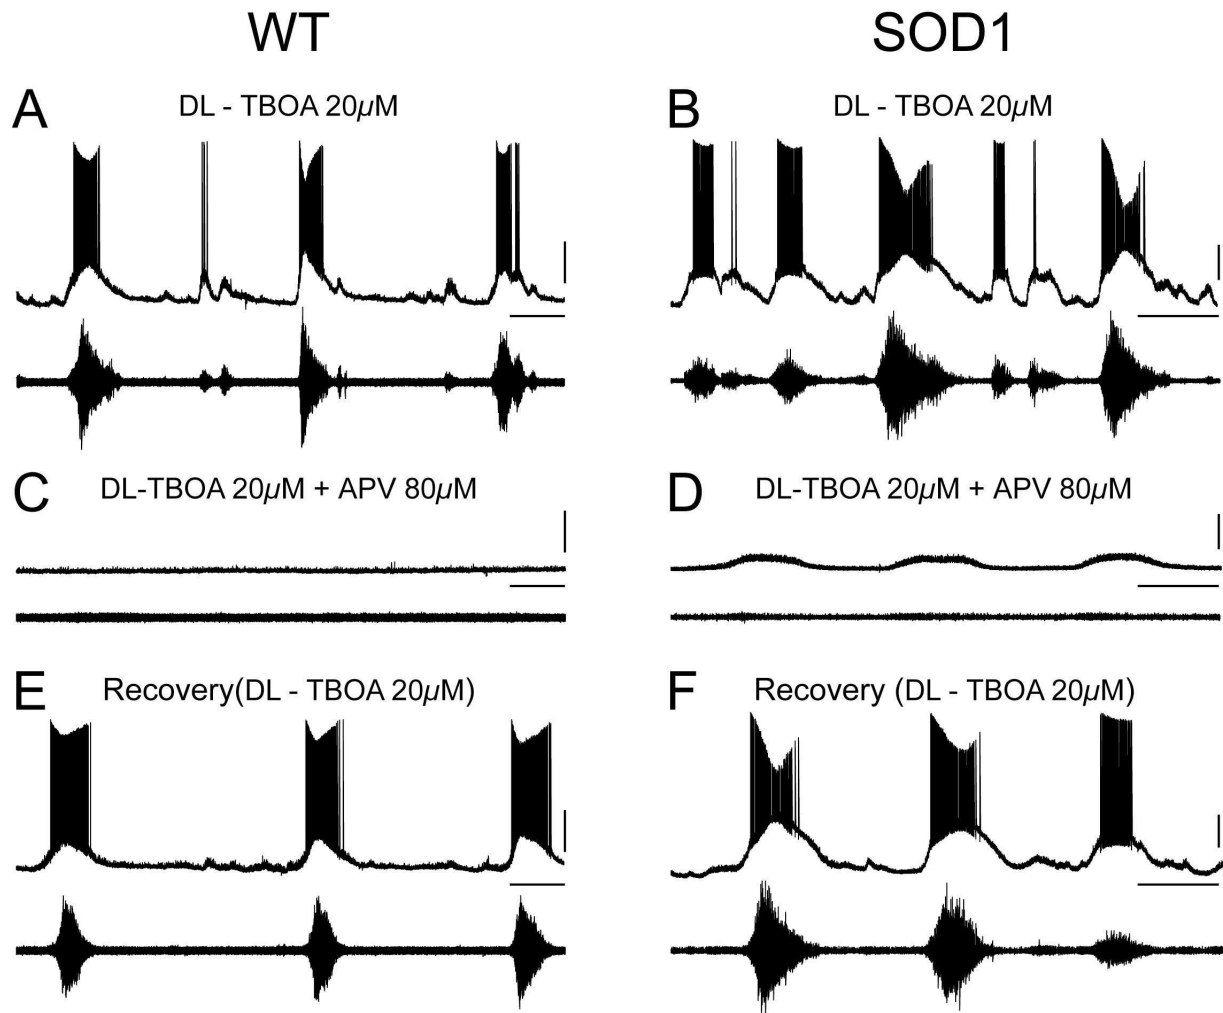 WT
SOD1
A
DL - TBOA 20µM
B
DL - TBOA 20µM
C
DL-TBOA 20µM + APV 80µM
D
DL-TBOA 20µM + APV 80µM
E
Recovery(DL - TBOA 20µM)
F
Recovery (DL - TBOA 20µM)